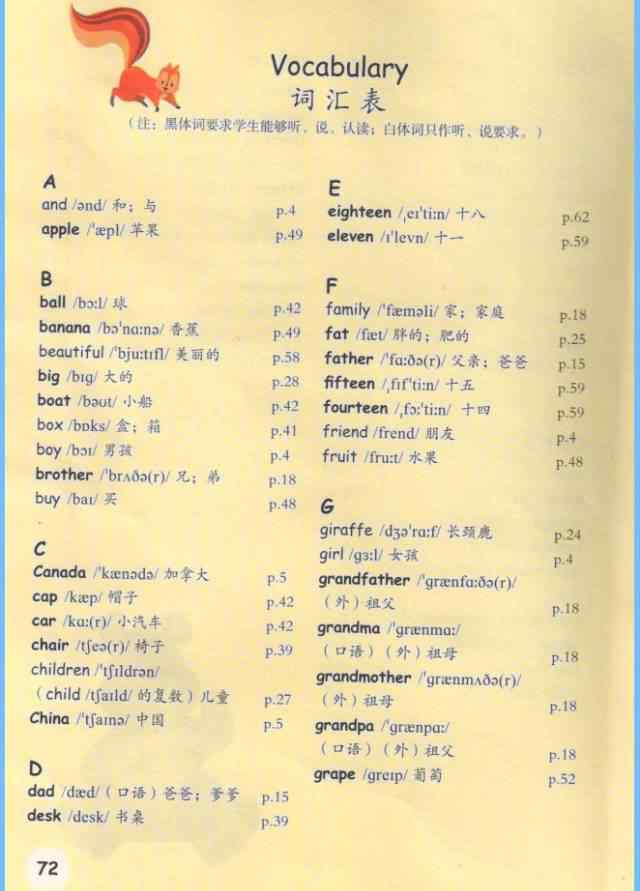 Vocabulary
词汇表
(注：黑体词要求学生能够听、说、认读；白体词只作听、说要求。)
A
and /ənd/ 和；与 p.4
apple /ˈæpl/ 苹果 p.49
B
ball /bɔːl/ 球 p.42
banana /bəˈnɑːnə/ 香蕉 p.49
beautiful /ˈbjuːtɪfl/ 美丽的 p.58
big /bɪɡ/ 大的 p.28
boat /bəʊt/ 小船 p.42
box /bɒks/ 盒；箱 p.41
boy /bɔɪ/ 男孩 p.4
brother /ˈbrʌðə(r)/ 兄；弟 p.18
buy /baɪ/ 买 p.48
C
Canada /ˈkænədə/ 加拿大 p.5
cap /kæp/ 帽子 p.42
car /kɑː(r)/ 小汽车 p.42
chair /tʃeə(r)/ 椅子 p.39
children /ˈtʃɪldrən/
（child /tʃaɪld/ 的复数）儿童 p.27
China /ˈtʃaɪnə/ 中国 p.5
D
dad /dæd/（口语）爸爸；爹爹 p.15
desk /desk/ 书桌 p.39
E
eighteen /ˌeɪˈtiːn/ 十八 p.62
eleven /ɪˈlevn/ 十一 p.59
F
family /ˈfæməli/ 家；家庭 p.18
fat /fæt/ 胖的；肥的 p.25
father /ˈfɑːðə(r)/ 父亲；爸爸 p.15
fifteen /ˌfɪfˈtiːn/ 十五 p.59
fourteen /ˌfɔːˈtiːn/ 十四 p.59
friend /frend/ 朋友 p.4
fruit /fruːt/ 水果 p.48
G
giraffe /dʒəˈrɑːf/ 长颈鹿 p.24
girl /ɡɜːl/ 女孩 p.4
grandfather /ˈɡrænfɑːðə(r)/
（外）祖父 p.18
grandma /ˈɡrænmɑː/
（口语）（外）祖母 p.18
grandmother /ˈɡrænmʌðə(r)/
（外）祖母 p.18
grandpa /ˈɡrænpɑː/
（口语）（外）祖父 p.18
grape /ɡreɪp/ 葡萄 p.52
72